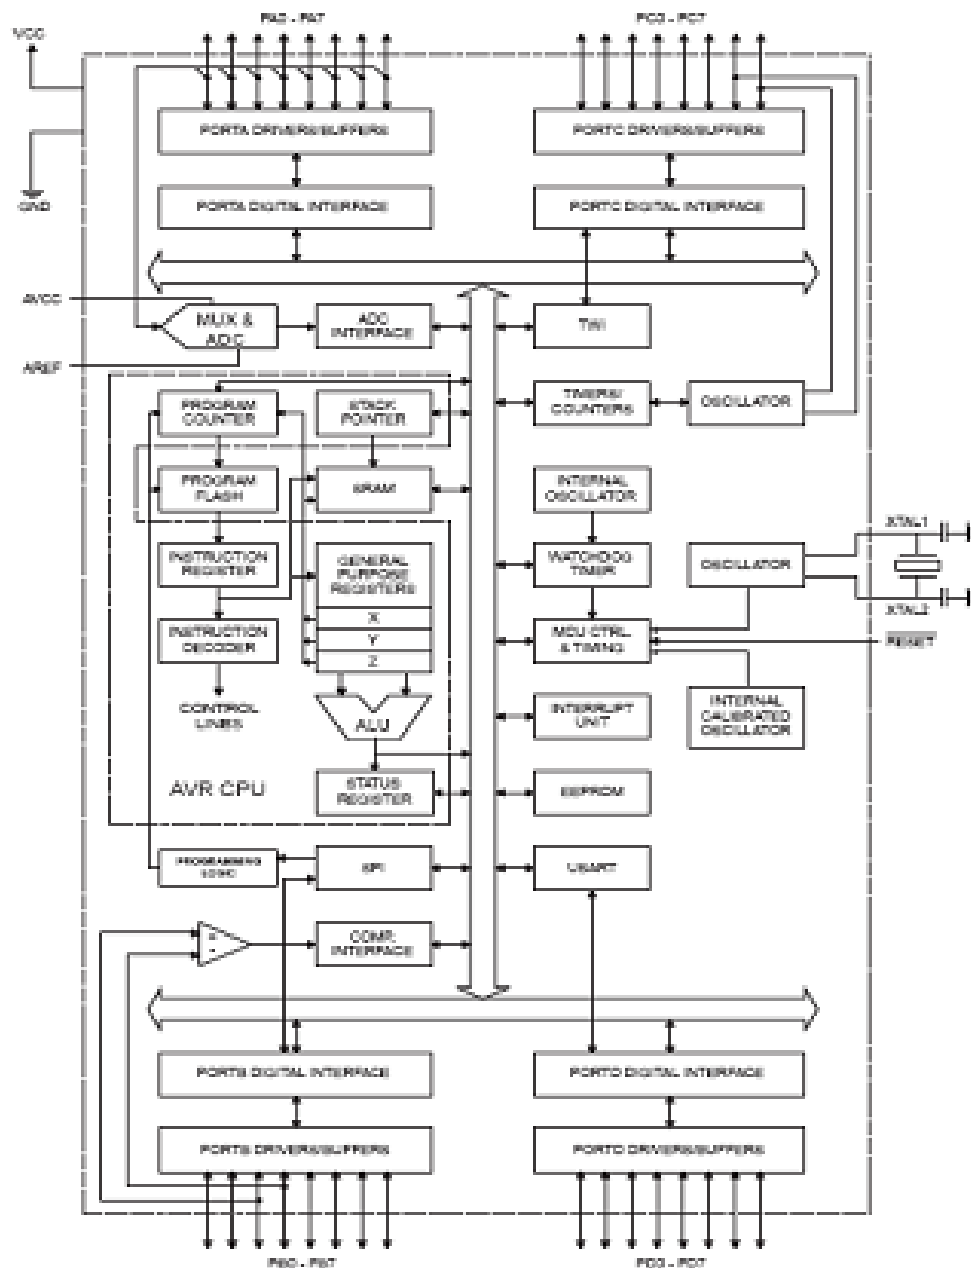 PA0 - PA7
PC0 - PC7
VCC
PORTA DRIVERS/BUFFERS
PORTC DRIVERS/BUFFERS
GND
PORTA DIGITAL INTERFACE
PORTC DIGITAL INTERFACE
AVCC
MUX &
ADC
ADC
INTERFACE
TWI
AREF
PROGRAM
COUNTER
STACK
POINTER
TIMERS/
COUNTERS
OSCILLATOR
PROGRAM
FLASH
SRAM
INTERNAL
OSCILLATOR
XTAL1
INSTRUCTION
REGISTER
GENERAL
PURPOSE
REGISTERS
WATCHDOG
TIMER
OSCILLATOR
X
XTAL2
INSTRUCTION
DECODER
Y
MCU CTRL.
& TIMING
RESET
Z
CONTROL
LINES
ALU
INTERRUPT
UNIT
INTERNAL
CALIBRATED
OSCILLATOR
AVR CPU
STATUS
REGISTER
EEPROM
PROGRAMMING
LOGIC
SPI
USART
+
-
COMP.
INTERFACE
PORTB DIGITAL INTERFACE
PORTD DIGITAL INTERFACE
PORTB DRIVERS/BUFFERS
PORTD DRIVERS/BUFFERS
PB0 - PB7
PD0 - PD7